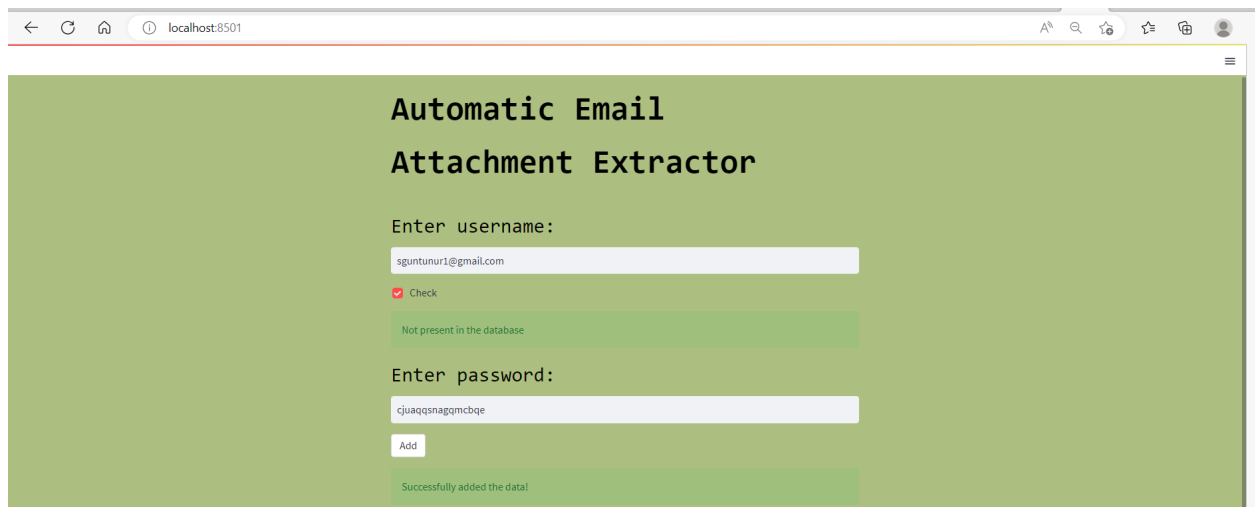 localhost:8501
Automatic Email
Attachment Extractor
Enter username:
sguntunur1@gmail.com
Check
Not present in the database
Enter password:
cjuaqqsnagqmcbqe
Add
Successfully added the data!